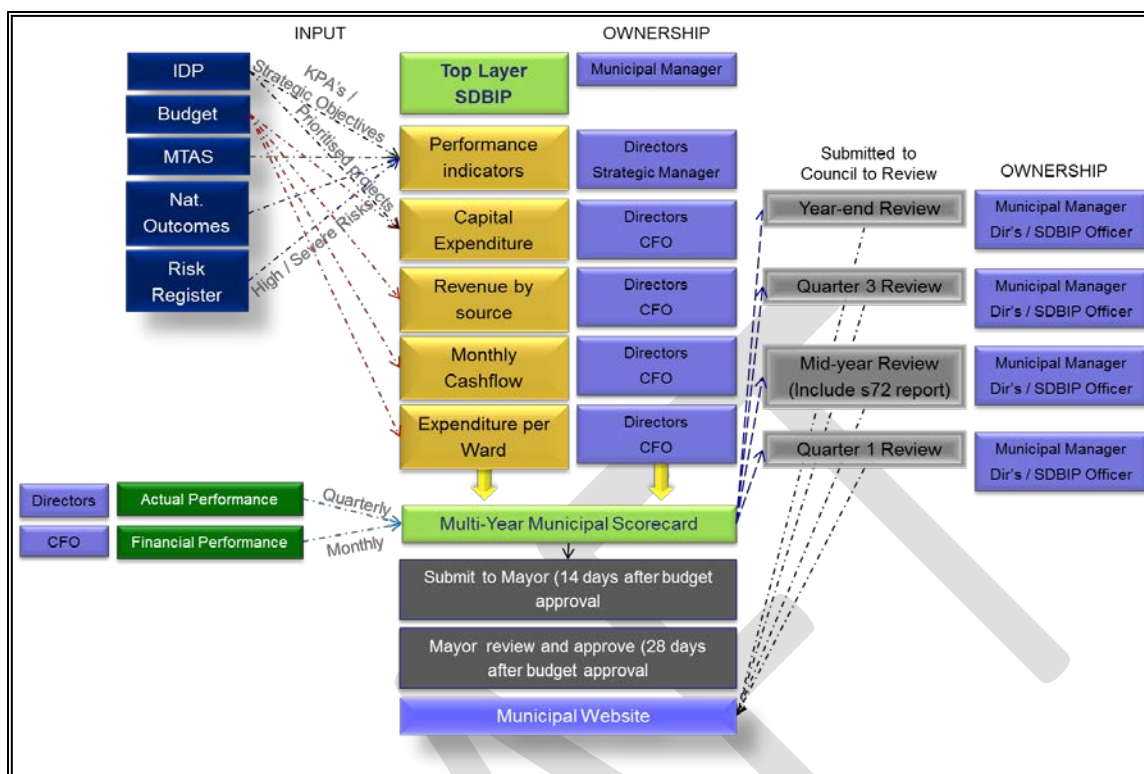 INPUT
OWNERSHIP
IDP
Budget
MTAS
Nat.
Outcomes
Risk
Register
KPA's /
Strategic Objectives
Prioritised projects
High / Severe Risks
Top Layer
SDBIP
Municipal Manager
Performance
indicators
Directors
Strategic Manager
Capital
Expenditure
Directors
CFO
Revenue by
source
Directors
CFO
Monthly
Cashflow
Directors
CFO
Expenditure per
Ward
Directors
CFO
Submitted to
Council to Review
OWNERSHIP
Year-end Review
Municipal Manager
Dir's / SDBIP Officer
Quarter 3 Review
Municipal Manager
Dir's / SDBIP Officer
Mid-year Review
(Include s72 report)
Municipal Manager
Dir's / SDBIP Officer
Quarter 1 Review
Municipal Manager
Dir's / SDBIP Officer
Directors
Actual Performance
Quarterly
CFO
Financial Performance
Monthly
Multi-Year Municipal Scorecard
Submit to Mayor (14 days after budget
approval
Mayor review and approve (28 days
after budget approval
Municipal Website